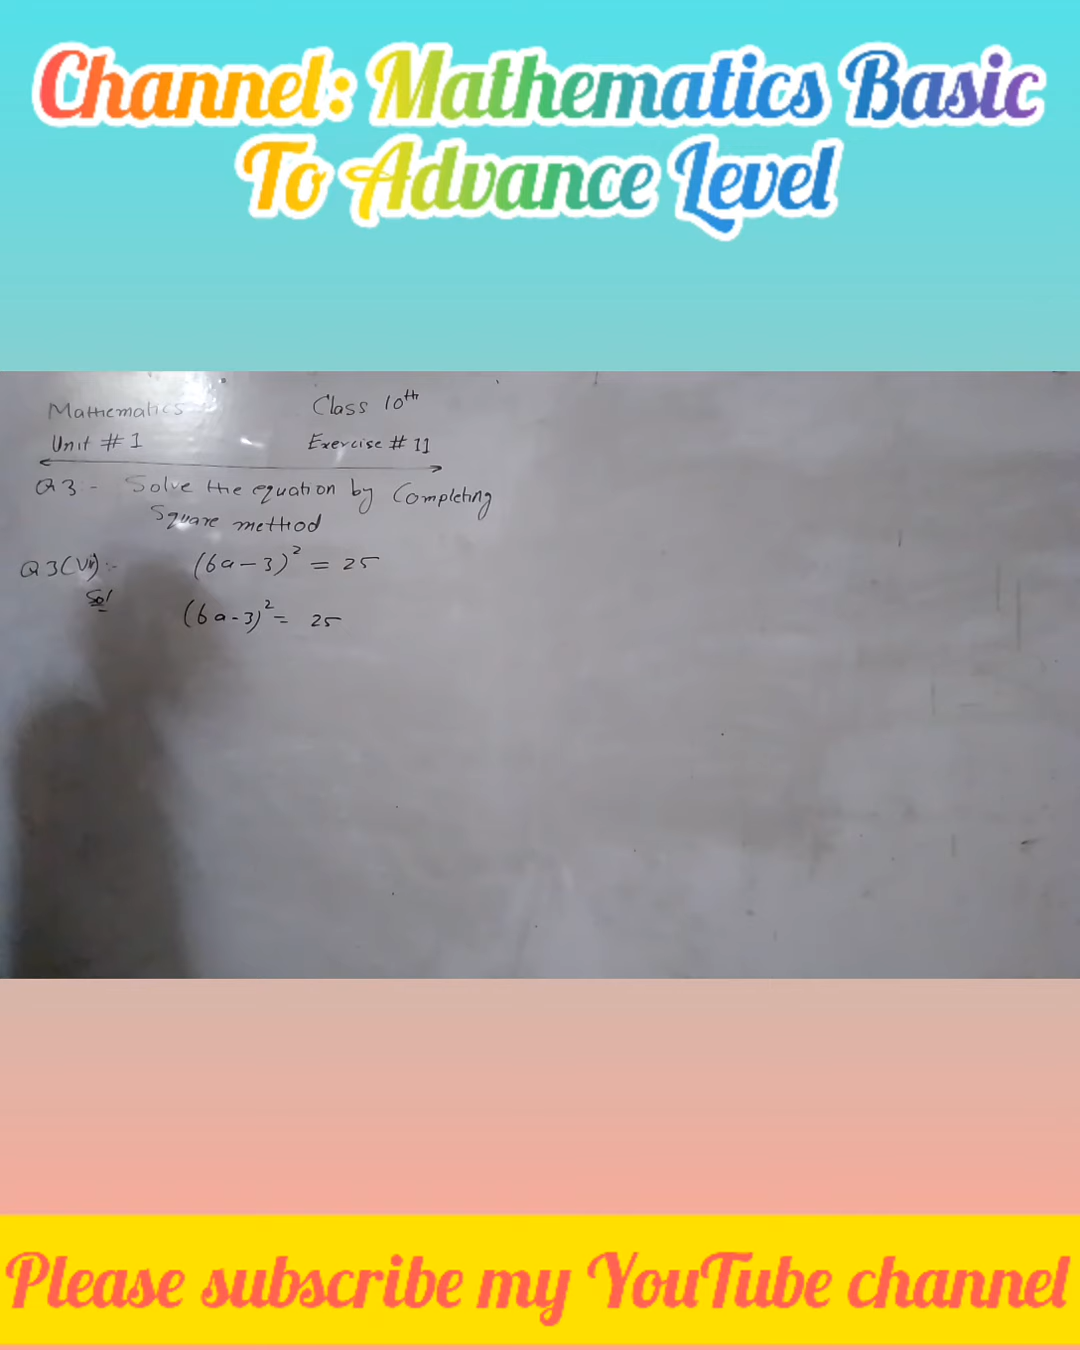 Channel: Mathematics Basic
To Advance Level
Mathematics Class 10th
Unit # 1 Exercise # 11
Q3:- Solve the equation by Completing
Square method
Q3(vi):- (6a-3)² = 25
Sol
(6a-3)² = 25
Please subscribe my YouTube channel